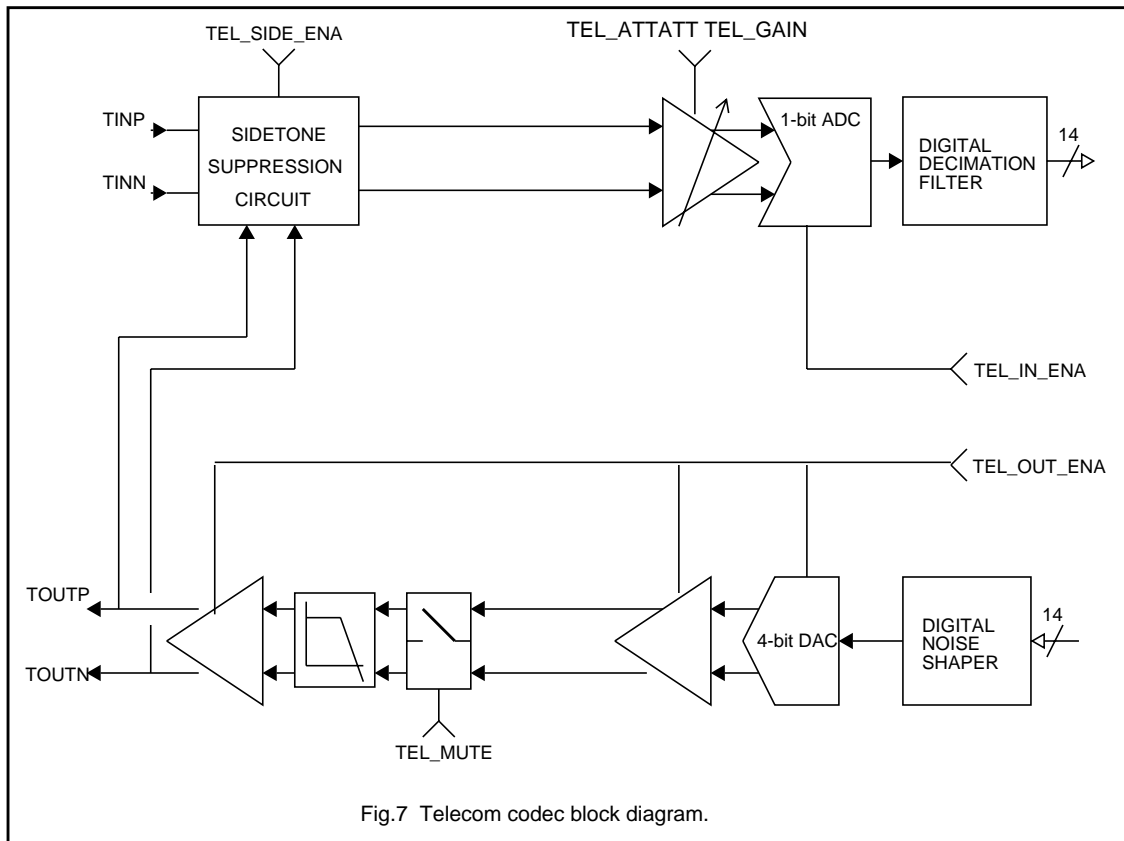 TEL_SIDE_ENA
TEL_ATTATT TEL_GAIN
TINP
TINN
SIDETONE
SUPPRESSION
CIRCUIT
1-bit ADC
DIGITAL
DECIMATION
FILTER
14
TEL_IN_ENA
TEL_OUT_ENA
TOUTP
TOUTN
4-bit DAC
DIGITAL
NOISE
SHAPER
14
TEL_MUTE
Fig.7 Telecom codec block diagram.